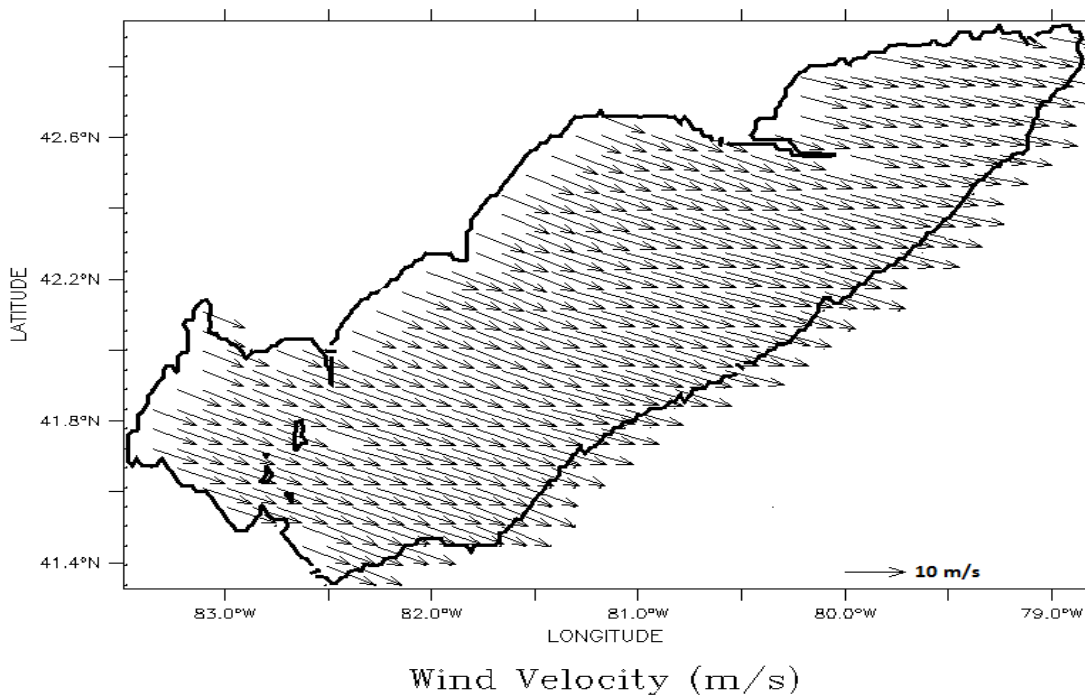 42.6°N
42.2°N
41.8°N
41.4°N
LATITUDE
10 m/s
83.0°W 82.0°W 81.0°W 80.0°W 79.0°W
LONGITUDE
Wind Velocity (m/s)